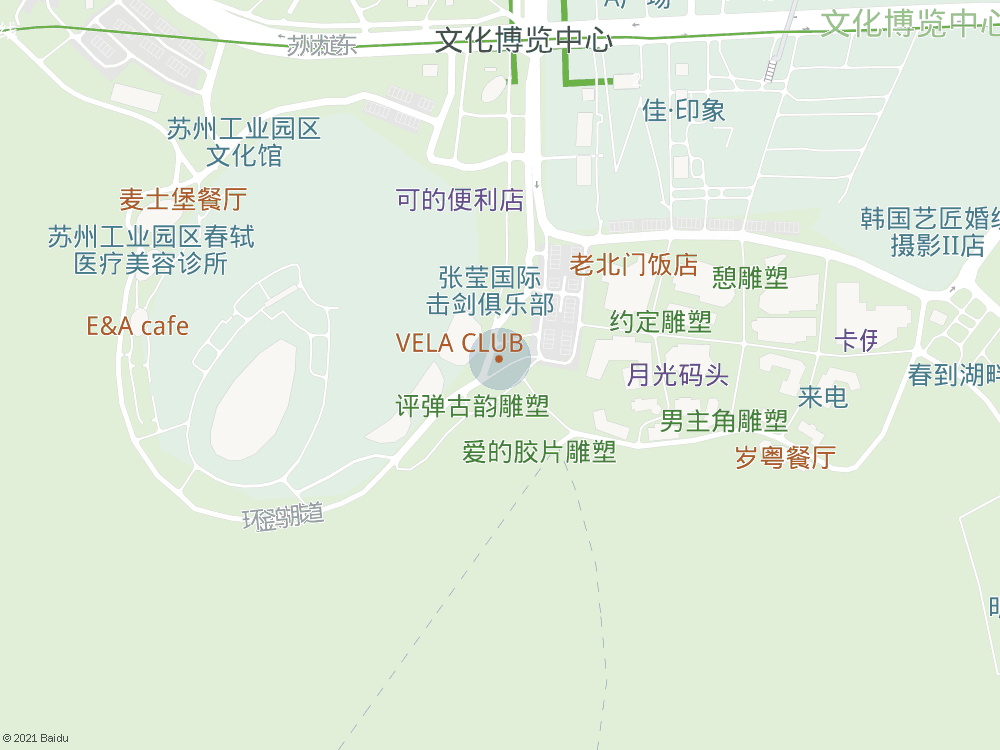 文化博览中心
文化博览中心
佳·印象
苏州工业园区
文化馆
麦士堡餐厅
可的便利店
苏州工业园区春轼
医疗美容诊所
韩国艺匠婚纱
摄影II店
老北门饭店
憩雕塑
张莹国际
击剑俱乐部
约定雕塑
E&A cafe
VELA CLUB
卡伊
月光码头
春到湖畔
来电
评弹古韵雕塑
男主角雕塑
爱的胶片雕塑
岁粤餐厅
© 2021 Baidu